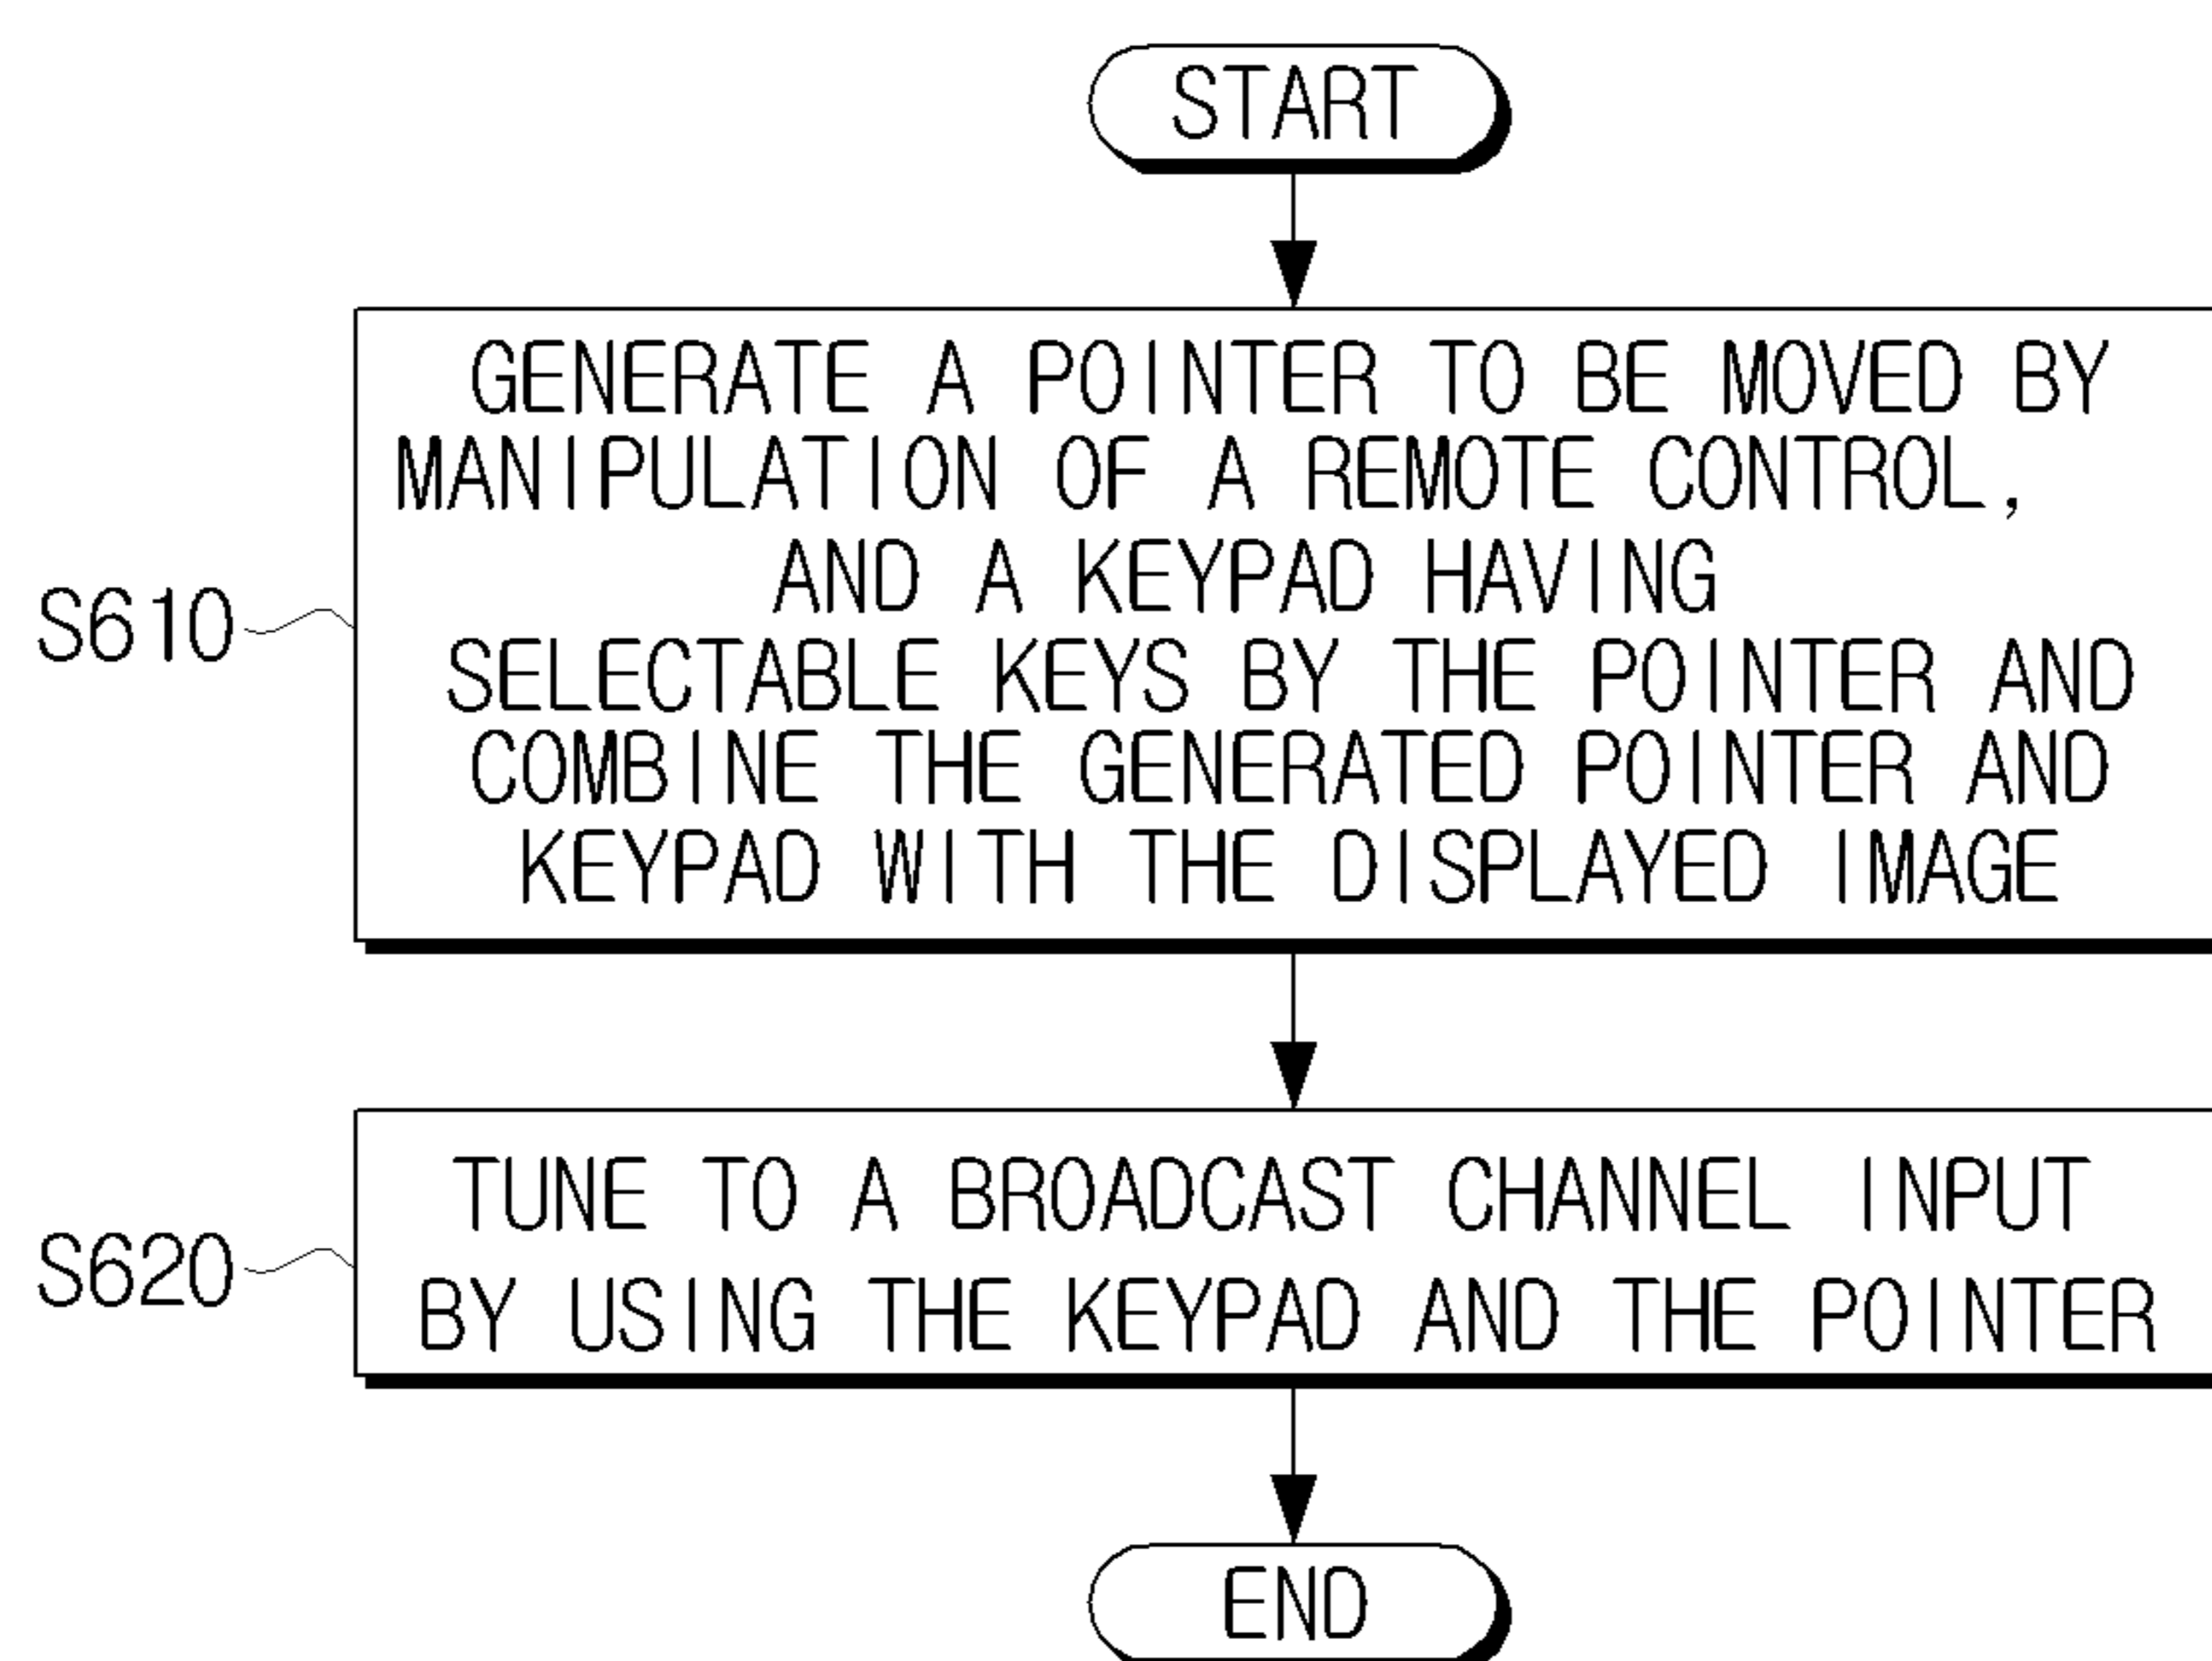 START
GENERATE A POINTER TO BE MOVED BY
MANIPULATION OF A REMOTE CONTROL,
AND A KEYPAD HAVING
S610
SELECTABLE KEYS BY THE POINTER AND
COMBINE THE GENERATED POINTER AND
KEYPAD WITH THE DISPLAYED IMAGE
TUNE TO A BROADCAST CHANNEL INPUT
S620
BY USING THE KEYPAD AND THE POINTER
END